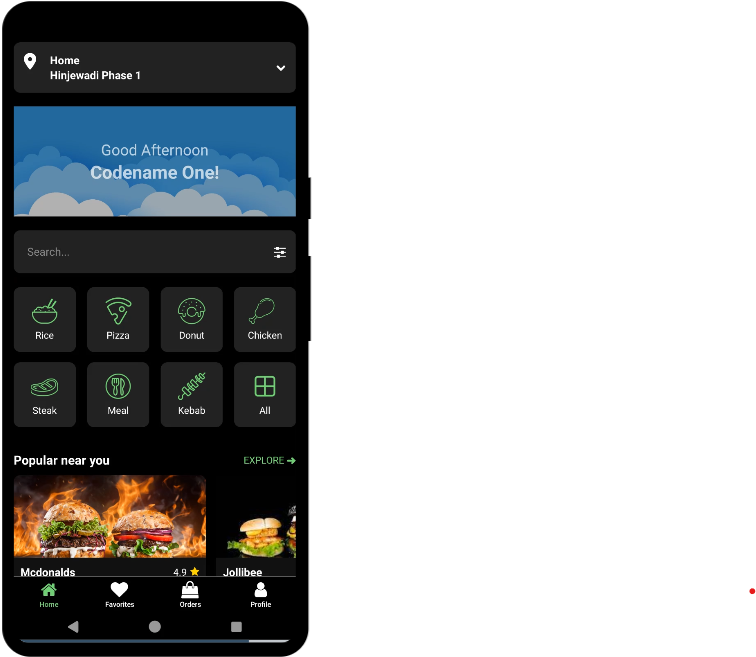 Home
Hinjewadi Phase 1
Good Afternoon
Codename One!
Search...
Rice
Pizza
Donut
Chicken
Steak
Meal
Kebab
All
Popular near you
EXPLORE
Mcdonalds
4.9
Jollibee
Home
Favorites
Orders
Profile